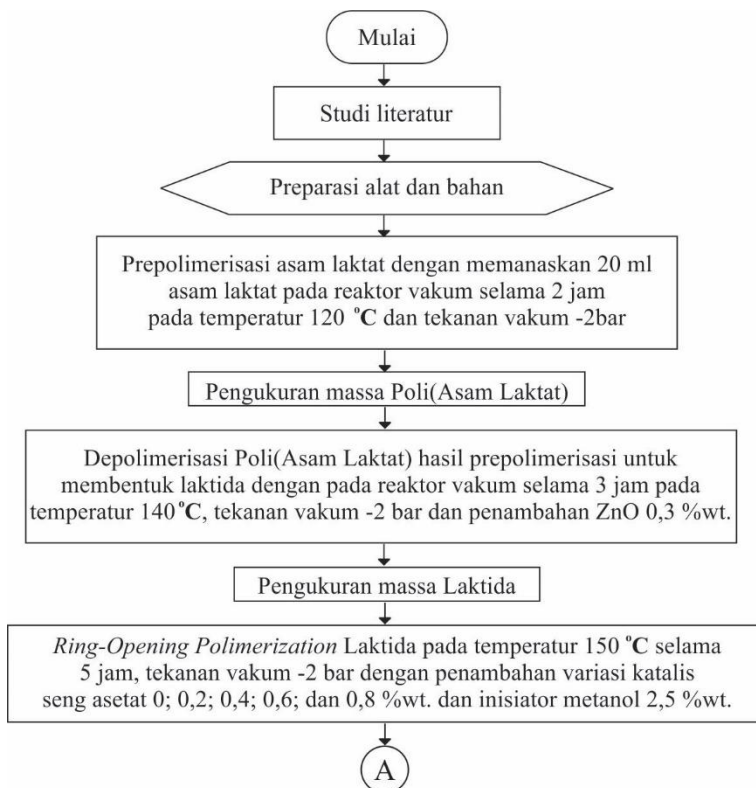 Mulai
Studi literatur
Preparasi alat dan bahan
Prepolimerisasi asam laktat dengan memanaskan 20 ml
asam laktat pada reaktor vakum selama 2 jam
pada temperatur 120 °C dan tekanan vakum -2bar
Pengukuran massa Poli(Asam Laktat)
Depolimerisasi Poli(Asam Laktat) hasil prepolimerisasi untuk
membentuk laktida dengan pada reaktor vakum selama 3 jam pada
temperatur 140 °C, tekanan vakum -2 bar dan penambahan ZnO 0,3 %wt.
Pengukuran massa Laktida
Ring-Opening Polimerization Laktida pada temperatur 150 °C selama
5 jam, tekanan vakum -2 bar dengan penambahan variasi katalis
seng asetat 0; 0,2; 0,4; 0,6; dan 0,8 %wt. dan inisiator metanol 2,5 %wt.
A